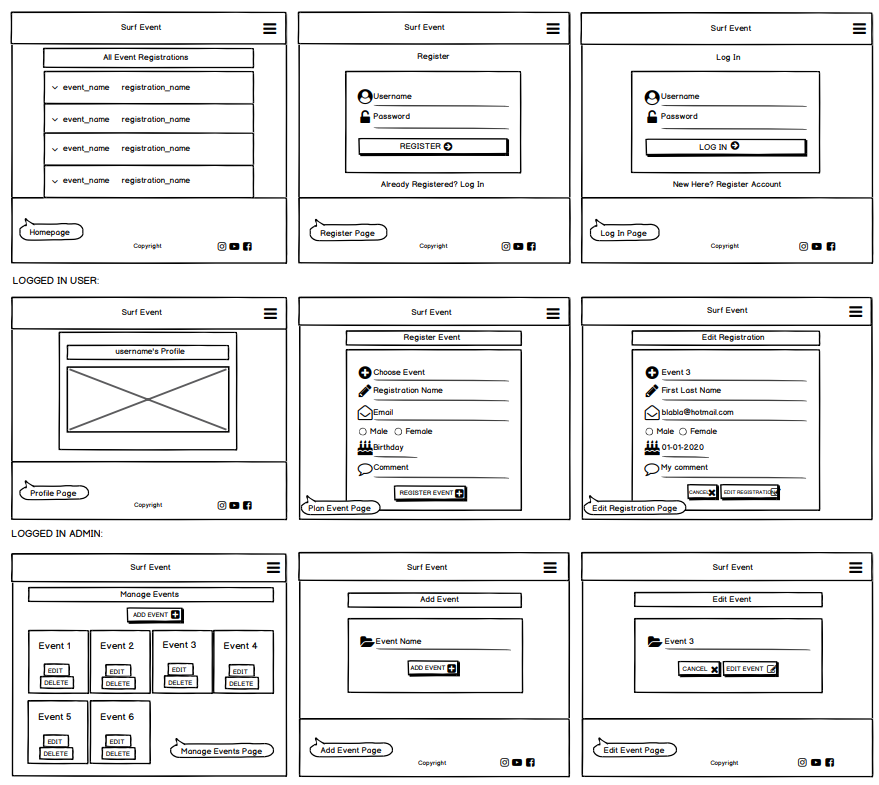 Surf Event
All Event Registrations
event_name registration_name
event_name registration_name
event_name registration_name
event_name registration_name
Homepage
Copyright
Surf Event
Register
Username
Password
REGISTER
Already Registered? Log In
Register Page
Copyright
Surf Event
Log In
Username
Password
LOG IN
New Here? Register Account
Log In Page
Copyright
LOGGED IN USER:
Surf Event
username's Profile
Profile Page
Copyright
Surf Event
Register Event
Choose Event
Registration Name
Email
Male Female
Birthday
Comment
REGISTER EVENT
Plan Event Page
Surf Event
Edit Registration
Event 3
First Last Name
blabla@hotmail.com
Male Female
01-01-2020
My comment
CANCEL EDIT REGISTRATION
Edit Registration Page
LOGGED IN ADMIN:
Surf Event
Manage Events
ADD EVENT
Event 1 Event 2 Event 3 Event 4
EDIT EDIT EDIT EDIT
DELETE DELETE DELETE DELETE
Event 5 Event 6
EDIT EDIT
DELETE DELETE
Manage Events Page
Surf Event
Add Event
Event Name
ADD EVENT
Add Event Page
Copyright
Surf Event
Edit Event
Event 3
CANCEL EDIT EVENT
Edit Event Page
Copyright